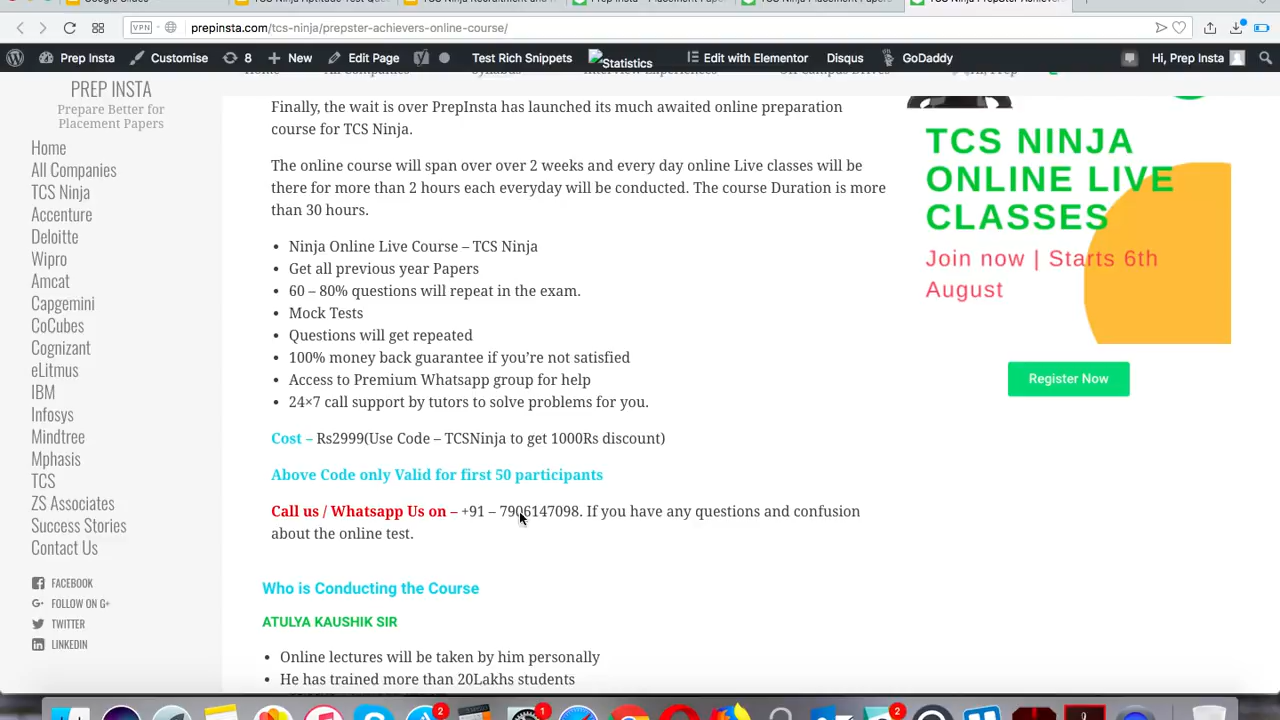 Google Slides
VPN
prepinsta.com/tcs-ninja/prepster-achievers-online-course/
Prep Insta
Customise
8
New
Edit Page
Test Rich Snippets
Statistics
Edit with Elementor
Disqus
GoDaddy
Hi, Prep Insta
PREP INSTA
Prepare Better for
Placement Papers
Home
All Companies
TCS Ninja
Accenture
Deloitte
Wipro
Amcat
Capgemini
CoCubes
Cognizant
eLitmus
IBM
Infosys
Mindtree
Mphasis
TCS
ZS Associates
Success Stories
Contact Us
FACEBOOK
FOLLOW ON G+
TWITTER
LINKEDIN
Finally, the wait is over PrepInsta has launched its much awaited online preparation
course for TCS Ninja.
The online course will span over over 2 weeks and every day online Live classes will be
there for more than 2 hours each everyday will be conducted. The course Duration is more
than 30 hours.
• Ninja Online Live Course – TCS Ninja
• Get all previous year Papers
• 60 – 80% questions will repeat in the exam.
• Mock Tests
• Questions will get repeated
• 100% money back guarantee if you're not satisfied
• Access to Premium Whatsapp group for help
• 24×7 call support by tutors to solve problems for you.
Cost – Rs2999(Use Code – TCSNinja to get 1000Rs discount)
Above Code only Valid for first 50 participants
Call us / Whatsapp Us on – +91 – 7906147098. If you have any questions and confusion
about the online test.
Who is Conducting the Course
ATULYA KAUSHIK SIR
• Online lectures will be taken by him personally
• He has trained more than 20Lakhs students
TCS NINJA
ONLINE LIVE
CLASSES
Join now | Starts 6th
August
Register Now
2
1
2